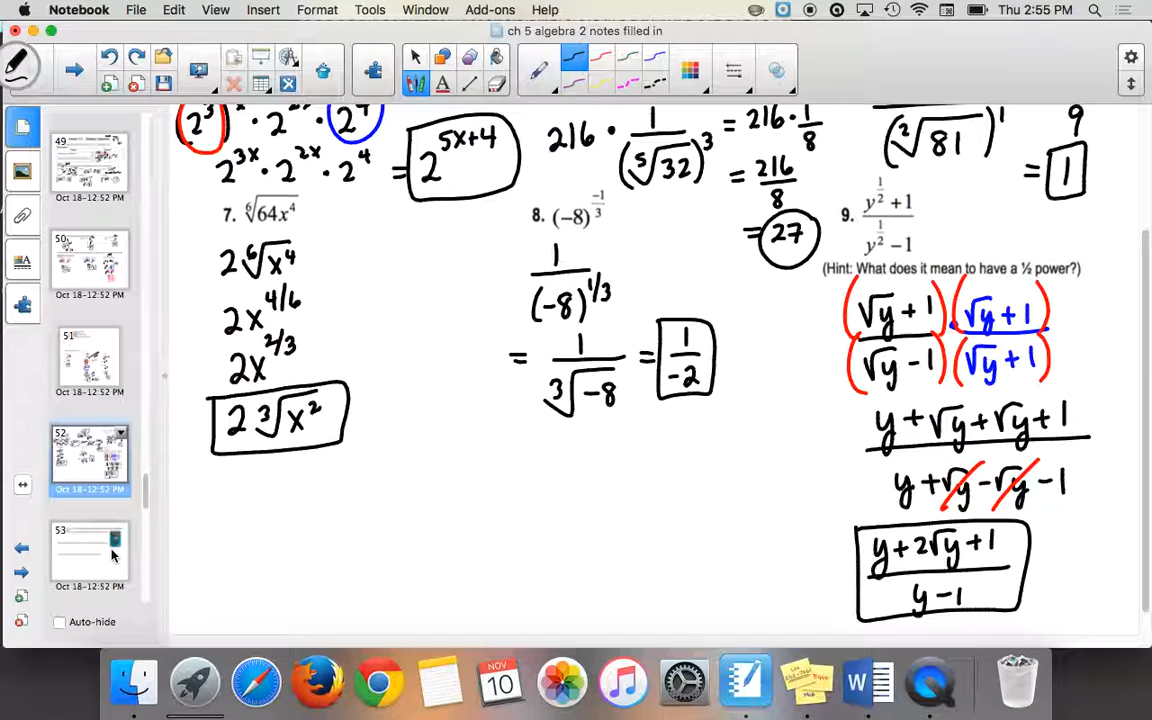 Notebook File Edit View Insert Format Tools Window Add-ons Help Thu 2:55 PM
ch 5 algebra 2 notes filled in
49
Oct 18-12:52 PM
50
Oct 18-12:52 PM
51
Oct 18-12:52 PM
52
Oct 18-12:52 PM
53
Oct 18-12:52 PM
Auto-hide
2^{3x} · 2^{2x} · 2^4 = 2^{5x+4}
216 · 1/(⁵√32)³ = 216 · 1/8
= 216/8
= 27
(²√81)¹
9
= 1
7. ⁶√64x⁴
2 ⁶√x⁴
2x^{4/6}
2x^{2/3}
2 ³√x²
8. (−8)^{−1/3}
1/(−8)^{1/3}
= 1/³√−8 = 1/−2
9. (y^{1/2} + 1)/(y^{1/2} − 1)
(Hint: What does it mean to have a ½ power?)
(√y + 1) (√y + 1)
(√y − 1) (√y + 1)
y + √y + √y + 1
y + √y − √y − 1
y + 2√y + 1
y − 1
NOV
10
W